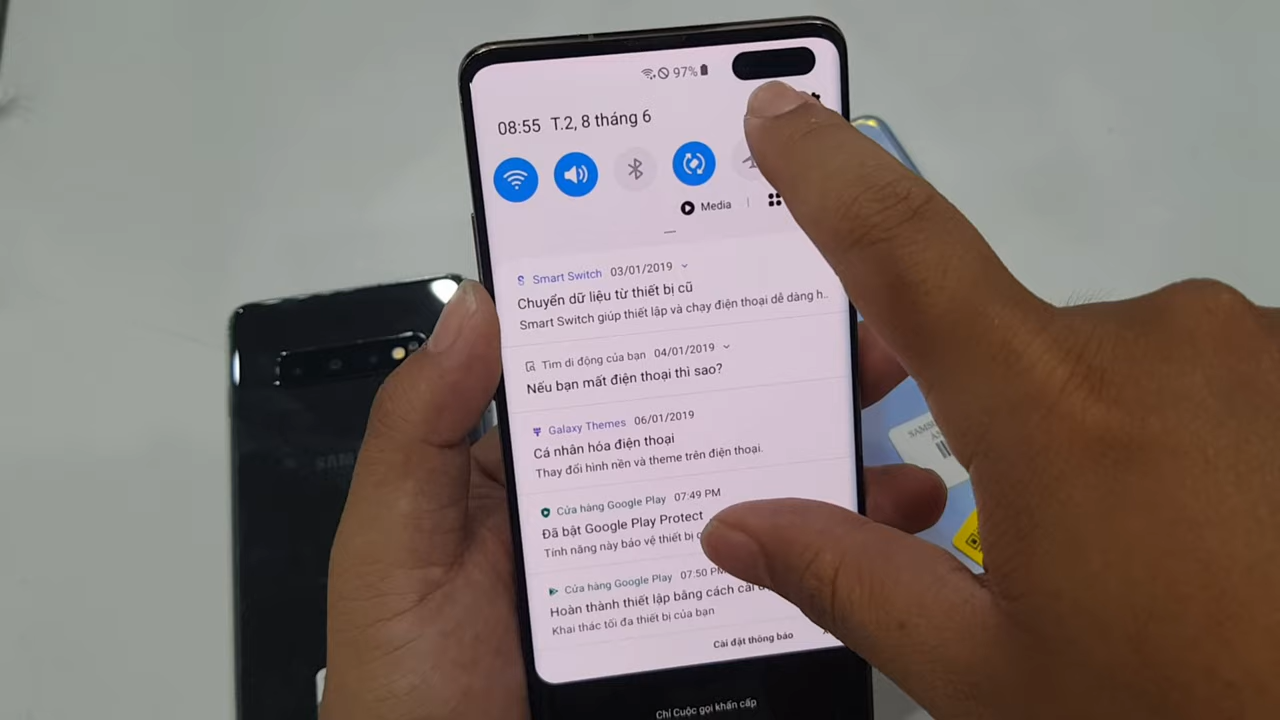 97%
08:55 T.2, 8 tháng 6
Media
Smart Switch 03/01/2019
Chuyển dữ liệu từ thiết bị cũ
Smart Switch giúp thiết lập và chạy điện thoại dễ dàng h..
Tìm di động của bạn 04/01/2019
Nếu bạn mất điện thoại thì sao?
Galaxy Themes 06/01/2019
Cá nhân hóa điện thoại
Thay đổi hình nền và theme trên điện thoại.
Cửa hàng Google Play 07:49 PM
Đã bật Google Play Protect
Tính năng này bảo vệ thiết bị
Cửa hàng Google Play 07:50 PM
Hoàn thành thiết lập bằng cách cài
Khai thác tối đa thiết bị của bạn
Cài đặt thông báo
Chỉ Cuộc gọi khẩn cấp